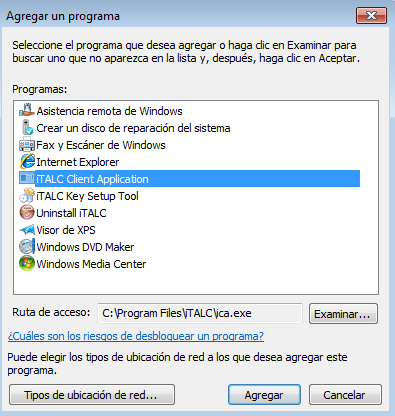 Agregar un programa
Seleccione el programa que desea agregar o haga clic en Examinar para
buscar uno que no aparezca en la lista y, después, haga clic en Aceptar.
Programas:
Asistencia remota de Windows
Crear un disco de reparación del sistema
Fax y Escáner de Windows
Internet Explorer
iTALC Client Application
iTALC Key Setup Tool
Uninstall iTALC
Visor de XPS
Windows DVD Maker
Windows Media Center
Ruta de acceso: C:\Program Files\iTALC\ica.exe Examinar...
¿Cuáles son los riesgos de desbloquear un programa?
Puede elegir los tipos de ubicación de red a los que desea agregar este
programa.
Tipos de ubicación de red... Agregar Cancelar